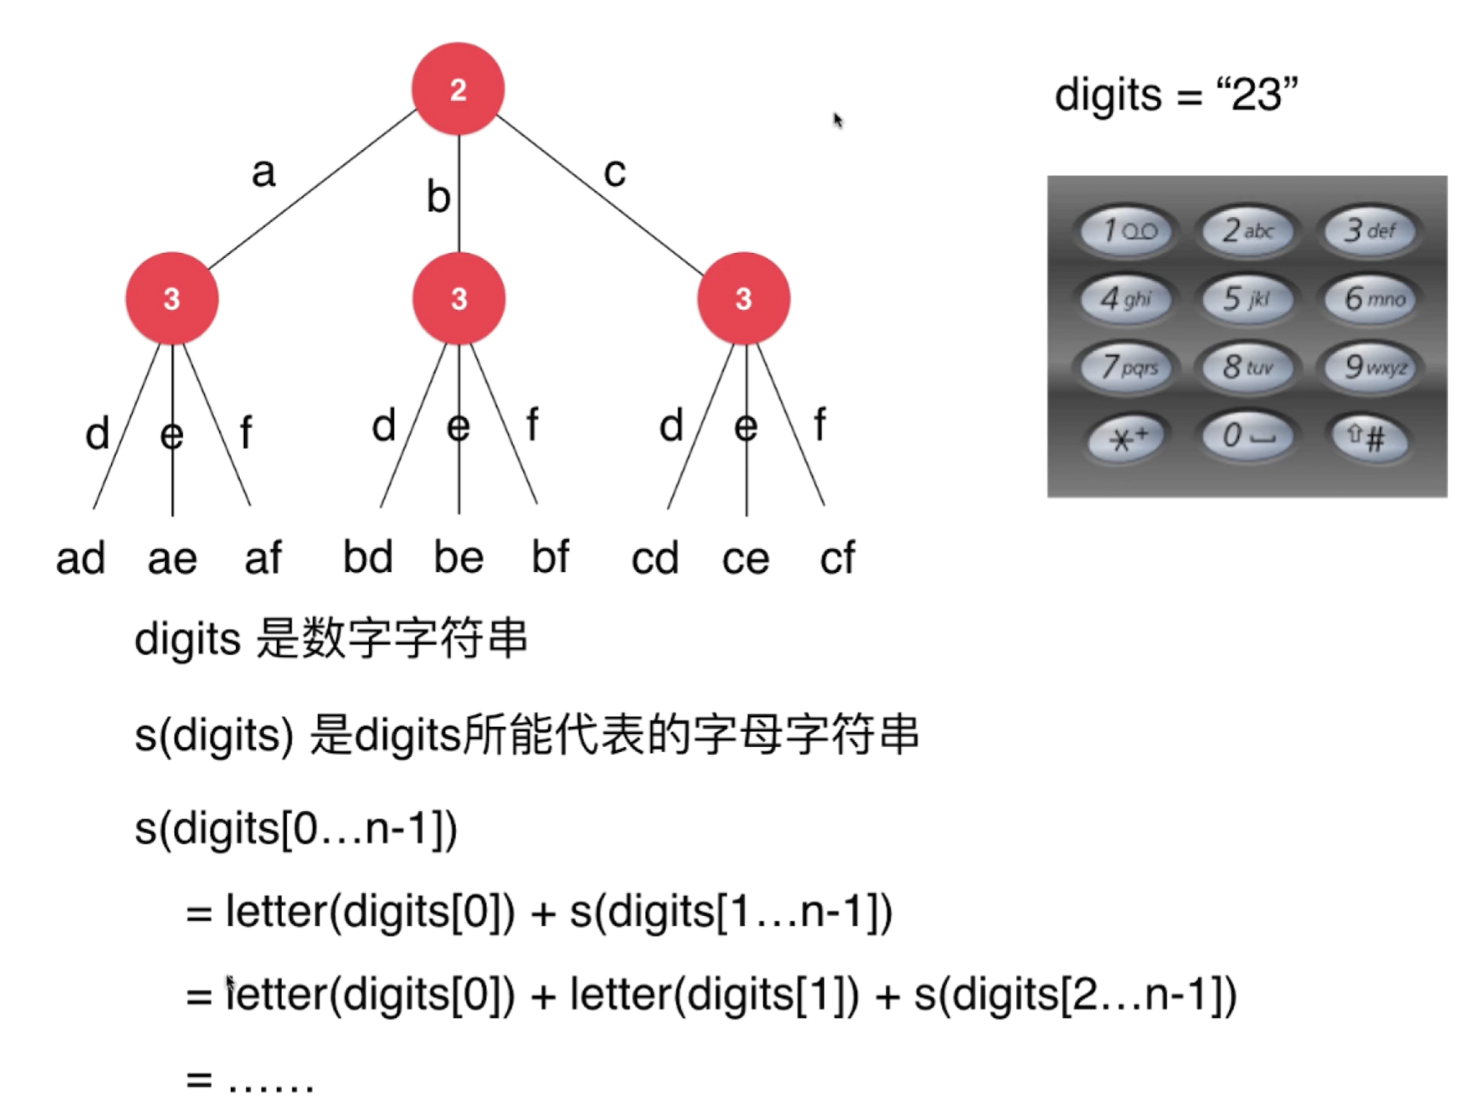 2
digits = “23”
a b c
3 3 3
d e f d e f d e f
ad ae af bd be bf cd ce cf
1
2 abc
3 def
4 ghi
5 jkl
6 mno
7 pqrs
8 tuv
9 wxyz
*+
0
#
digits 是数字字符串
s(digits) 是digits所能代表的字母字符串
s(digits[0…n-1])
= letter(digits[0]) + s(digits[1…n-1])
= letter(digits[0]) + letter(digits[1]) + s(digits[2…n-1])
= ……